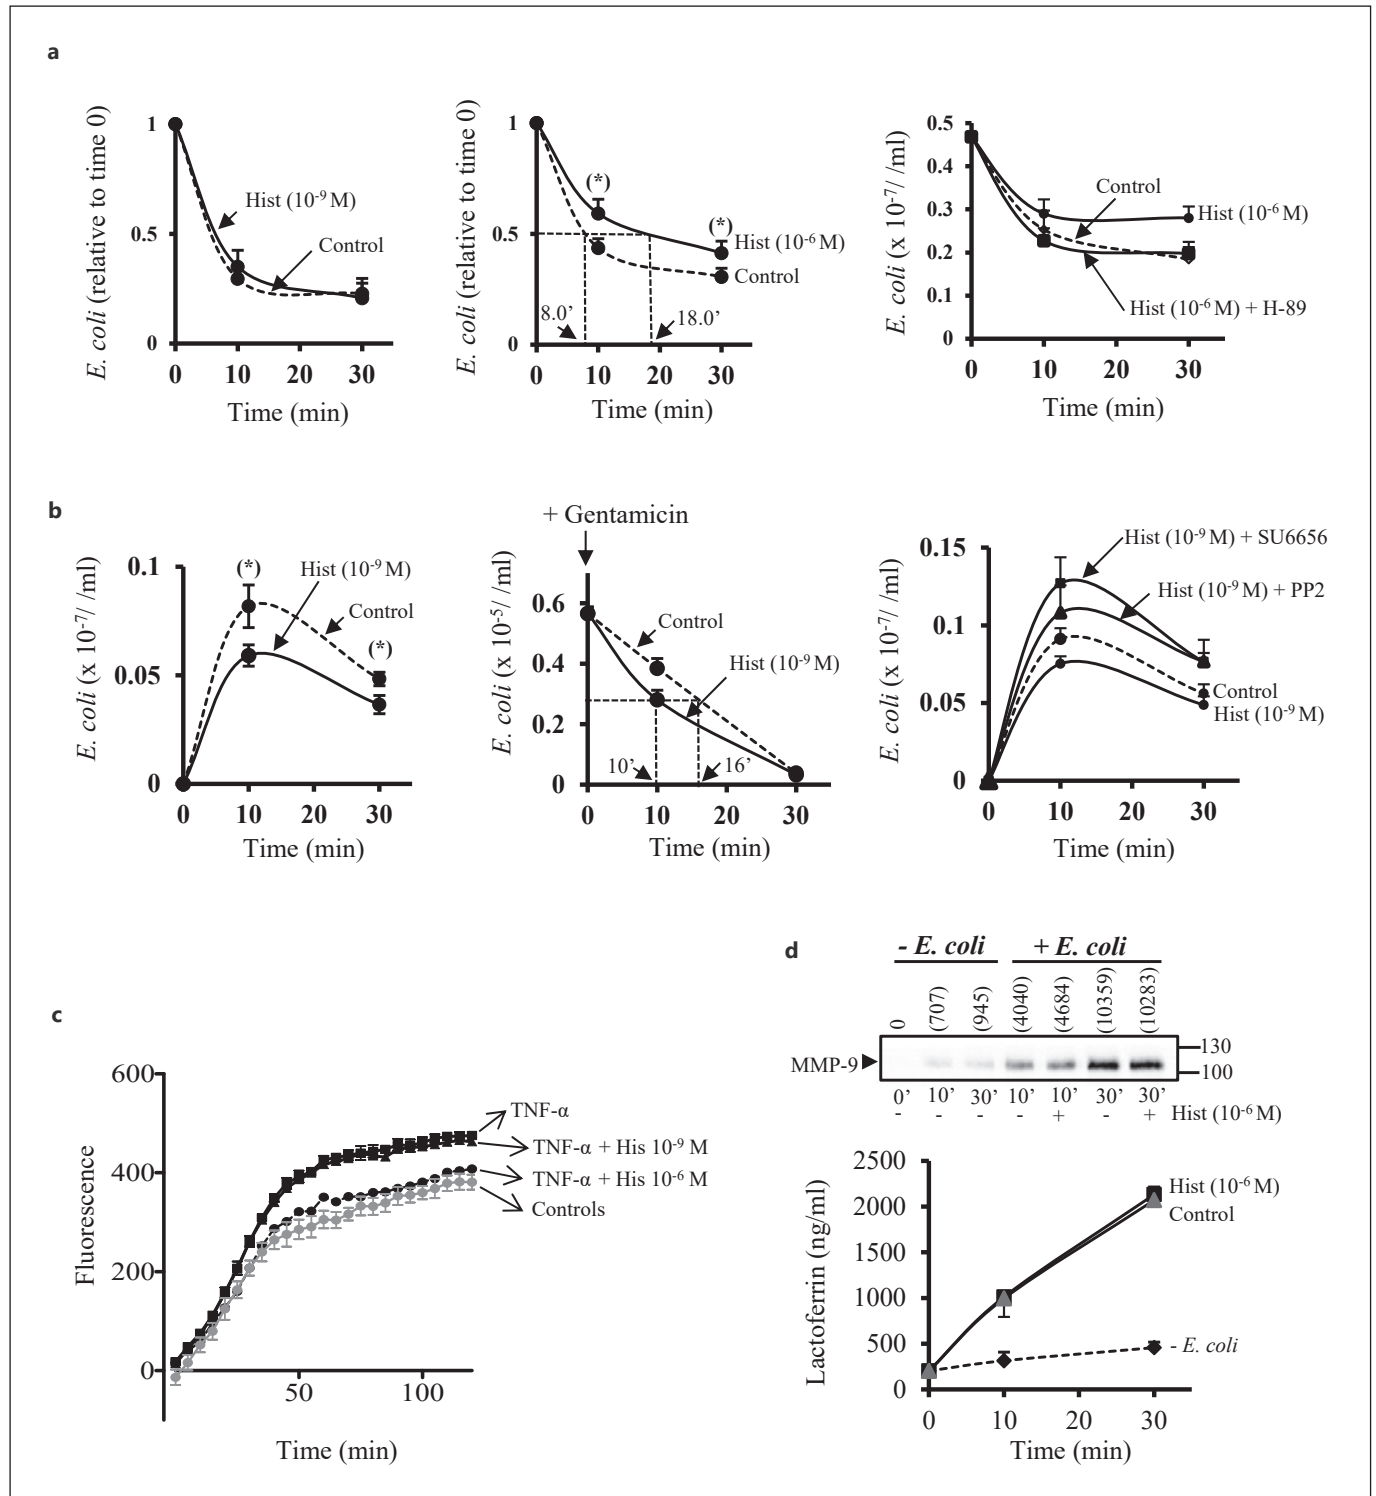 a
E. coli (relative to time 0)
1
0.5
0
Hist (10-9 M)
Control
0 10 20 30
Time (min)
E. coli (relative to time 0)
1
0.5
0
(*)
(*)
Hist (10-6 M)
Control
8.0’
18.0’
0 10 20 30
Time (min)
E. coli (x 10-7/ /ml)
0.5
0.4
0.3
0.2
0.1
0
Control
Hist (10-6 M)
Hist (10-6 M) + H-89
0 10 20 30
Time (min)
b
E. coli (x 10-7/ /ml)
0.1
0.05
0
(*)
Hist (10-9 M)
Control
(*)
0 10 20 30
Time (min)
+ Gentamicin
E. coli (x 10-5/ /ml)
0.6
0.4
0.2
0
Control
Hist (10-9 M)
10’
16’
0 10 20 30
Time (min)
E. coli (x 10-7/ /ml)
0.15
0.1
0.05
0
Hist (10-9 M) + SU6656
Hist (10-9 M) + PP2
Control
Hist (10-9 M)
0 10 20 30
Time (min)
c
Fluorescence
600
400
200
0
TNF-α
TNF-α + His 10-9 M
TNF-α + His 10-6 M
Controls
50 100
Time (min)
d
- E. coli + E. coli
0 (707) (945) (4040) (4684) (10359) (10283)
MMP-9
130
100
0’ 10’ 30’ 10’ 10’ 30’ 30’
- - - - + - + Hist (10-6 M)
Lactoferrin (ng/ml)
2500
2000
1500
1000
500
0
Hist (10-6 M)
Control
- E. coli
0 10 20 30
Time (min)